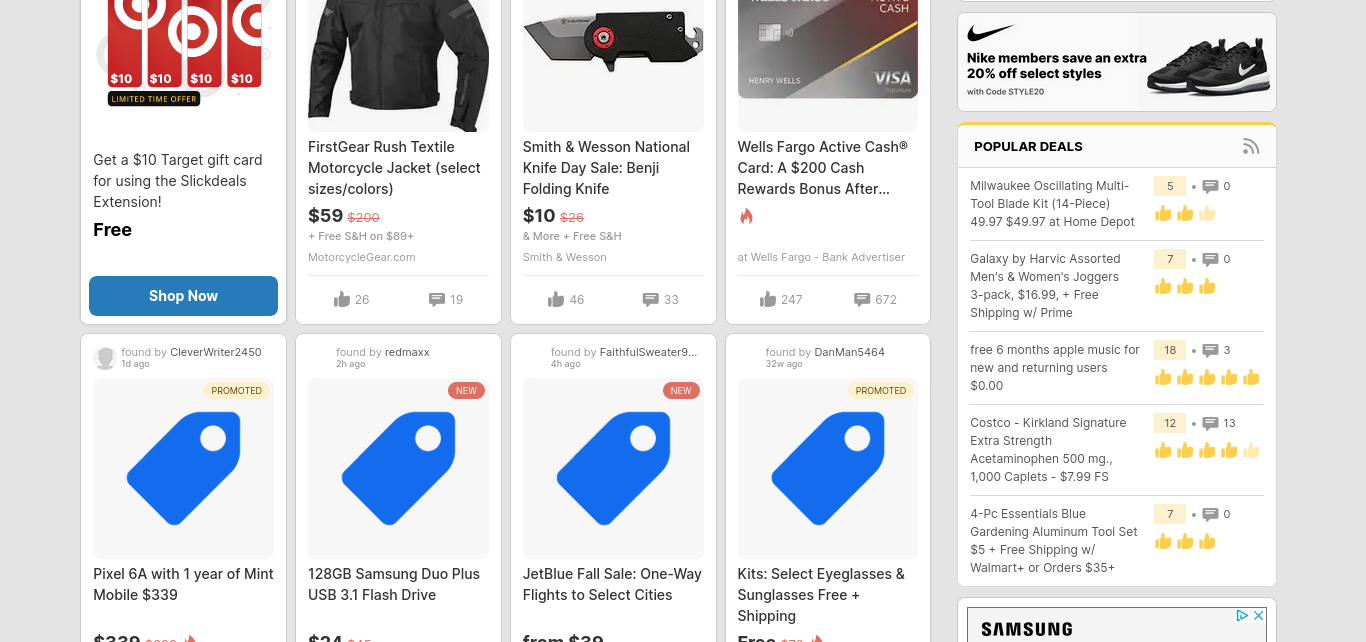 $10 $10 $10 $10
LIMITED TIME OFFER
Get a $10 Target gift card
for using the Slickdeals
Extension!
Free
Shop Now
FirstGear Rush Textile
Motorcycle Jacket (select
sizes/colors)
$59 $200
+ Free S&H on $89+
MotorcycleGear.com
26 19
Smith & Wesson National
Knife Day Sale: Benji
Folding Knife
$10 $26
& More + Free S&H
Smith & Wesson
46 33
CASH
HENRY WELLS
VISA
Signature
Wells Fargo Active Cash®
Card: A $200 Cash
Rewards Bonus After...
at Wells Fargo - Bank Advertiser
247 672
found by CleverWriter2450
1d ago
PROMOTED
Pixel 6A with 1 year of Mint
Mobile $339
$339
found by redmaxx
2h ago
NEW
128GB Samsung Duo Plus
USB 3.1 Flash Drive
$24 $45
found by FaithfulSweater9...
4h ago
NEW
JetBlue Fall Sale: One-Way
Flights to Select Cities
from $39
found by DanMan5464
32w ago
PROMOTED
Kits: Select Eyeglasses &
Sunglasses Free +
Shipping
Free
Nike members save an extra
20% off select styles
with Code STYLE20
POPULAR DEALS
Milwaukee Oscillating Multi-
Tool Blade Kit (14-Piece)
49.97 $49.97 at Home Depot
5 • 0
Galaxy by Harvic Assorted
Men's & Women's Joggers
3-pack, $16.99, + Free
Shipping w/ Prime
7 • 0
free 6 months apple music for
new and returning users
$0.00
18 • 3
Costco - Kirkland Signature
Extra Strength
Acetaminophen 500 mg.,
1,000 Caplets - $7.99 FS
12 • 13
4-Pc Essentials Blue
Gardening Aluminum Tool Set
$5 + Free Shipping w/
Walmart+ or Orders $35+
7 • 0
SAMSUNG